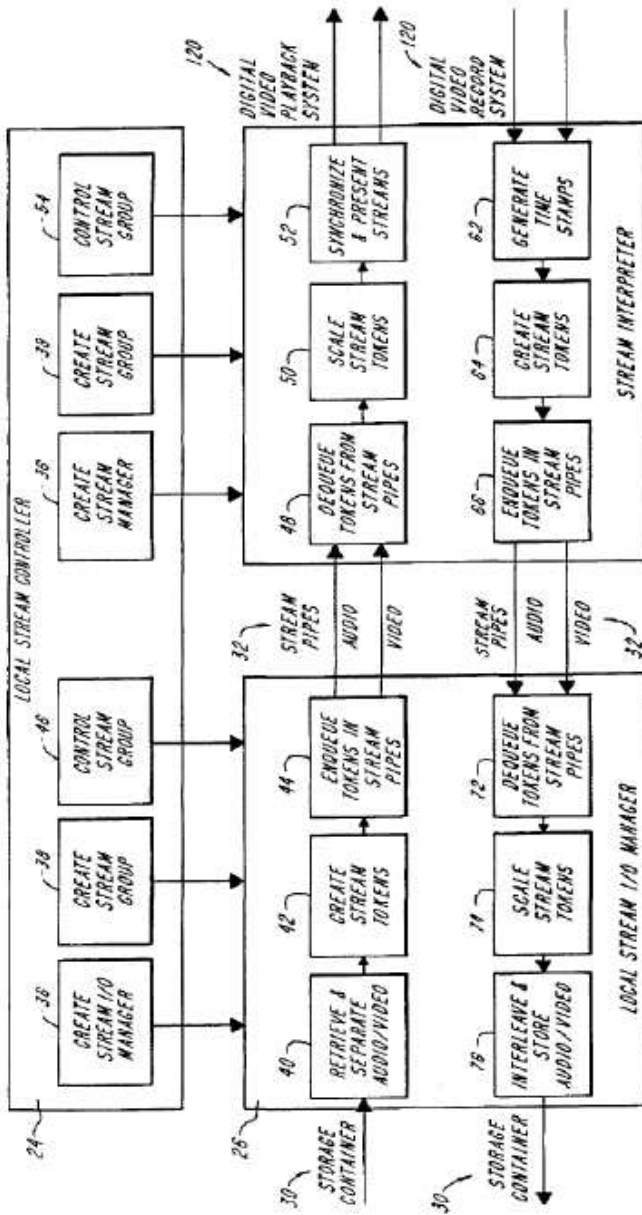 LOCAL STREAM CONTROLLER
24
36
CREATE
STREAM I/O
MANAGER
38
CREATE
STREAM
GROUP
46
CONTROL
STREAM
GROUP
36
CREATE
STREAM
MANAGER
38
CREATE
STREAM
GROUP
54
CONTROL
STREAM
GROUP
26
30
STORAGE
CONTAINER
40
RETRIEVE &
SEPARATE
AUDIO/VIDEO
42
CREATE
STREAM
TOKENS
44
ENQUEUE
TOKENS IN
STREAM
PIPES
32
STREAM PIPES
AUDIO
VIDEO
48
DEQUEUE
TOKENS FROM
STREAM
PIPES
50
SCALE
STREAM
TOKENS
52
SYNCHRONIZE
& PRESENT
STREAMS
120
DIGITAL
VIDEO
PLAYBACK
SYSTEM
30
STORAGE
CONTAINER
76
INTERLEAVE &
STORE
AUDIO/VIDEO
74
SCALE
STREAM
TOKENS
72
DEQUEUE
TOKENS FROM
STREAM
PIPES
STREAM PIPES
AUDIO
VIDEO
32
66
ENQUEUE
TOKENS IN
STREAM
PIPES
64
CREATE
STREAM
TOKENS
62
GENERATE
TIME
STAMPS
120
DIGITAL
VIDEO
RECORD
SYSTEM
LOCAL STREAM I/O MANAGER
STREAM INTERPRETER